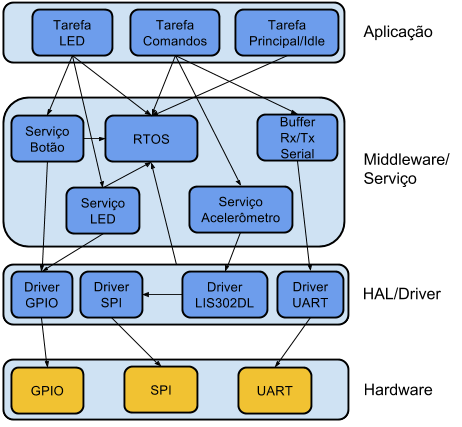 Tarefa
LED
Tarefa
Comandos
Tarefa
Principal/Idle
Aplicação
Serviço
Botão
RTOS
Buffer
Rx/Tx
Serial
Serviço
LED
Serviço
Acelerômetro
Middleware/
Serviço
Driver
GPIO
Driver
SPI
Driver
LIS302DL
Driver
UART
HAL/Driver
GPIO
SPI
UART
Hardware